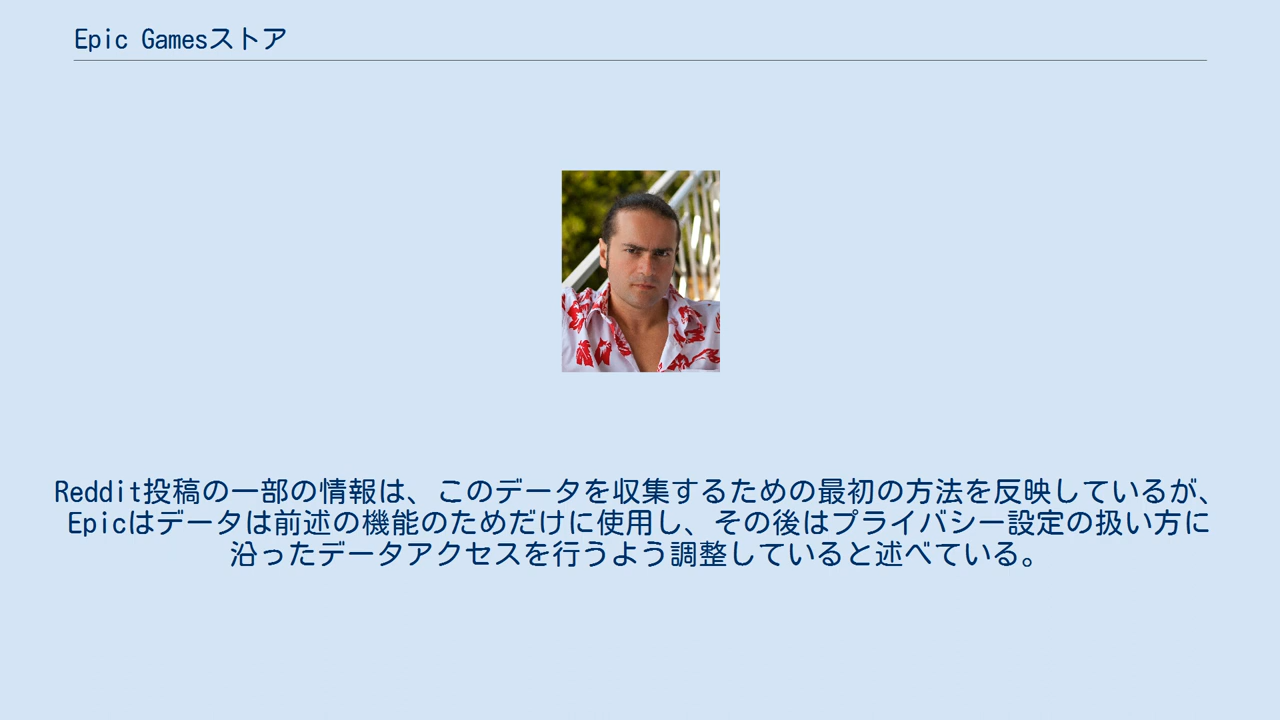 Epic Gamesストア
Reddit投稿の一部の情報は、このデータを収集するための最初の方法を反映しているが、
Epicはデータは前述の機能のためだけに使用し、その後はプライバシー設定の扱い方に
沿ったデータアクセスを行うよう調整していると述べている。